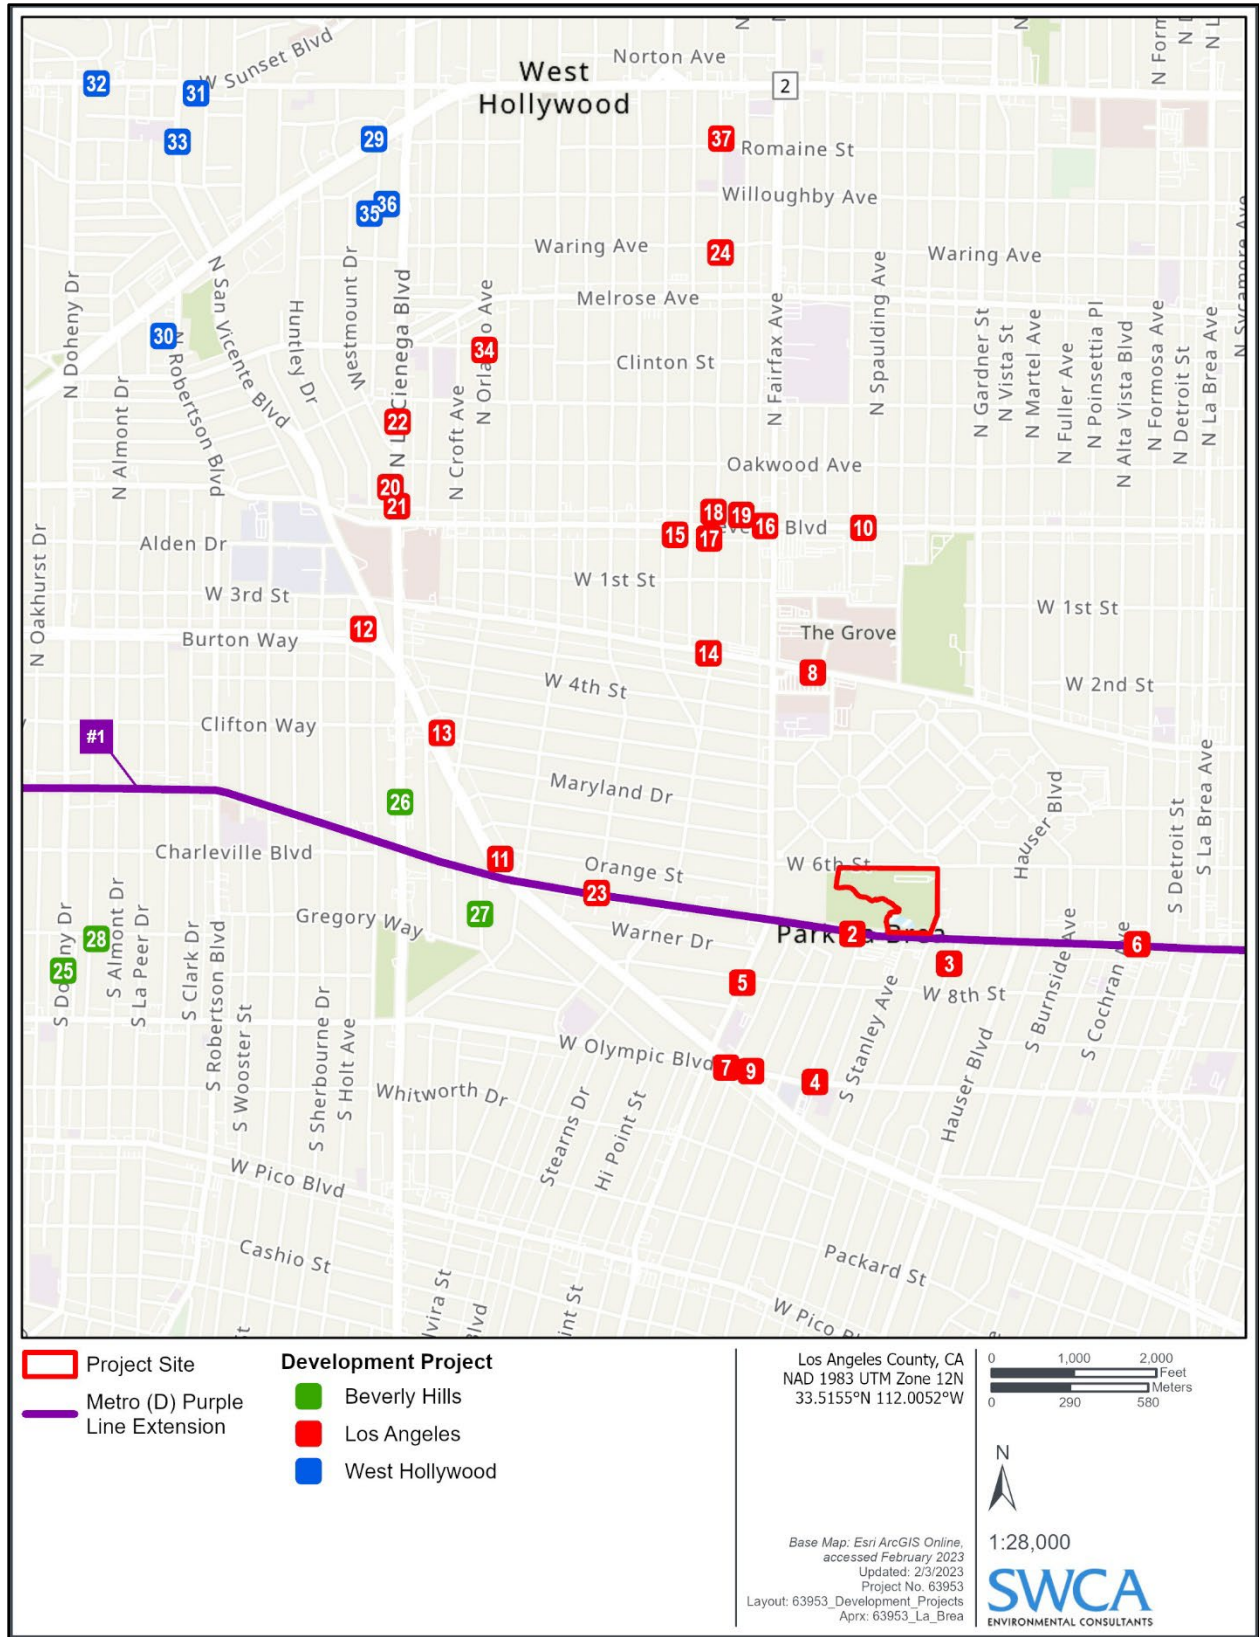 Norton Ave
West
Hollywood
W Sunset Blvd
2
32
31
33
29
37
Romaine St
Willoughby Ave
36
35
24
Waring Ave
Waring Ave
Melrose Ave
N Doheny Dr
N San Vicente Blvd
Huntley Dr
Westmount Dr
N Orlando Ave
N Fairfax Ave
N Spaulding Ave
N Gardner St
N Vista St
N Martel Ave
N Fuller Ave
N Poinsettia Pl
N Alta Vista Blvd
N Formosa Ave
N Detroit St
N La Brea Ave
N Sycamore Ave
30
34
Clinton St
N Almont Dr
N Robertson Blvd
22
N Croft Ave
Oakwood Ave
20
21
18
19
16
10
15
17
N Oakhurst Dr
Alden Dr
W 3rd St
W 1st St
W 1st St
12
Burton Way
The Grove
14
8
W 4th St
W 2nd St
Clifton Way
13
#1
26
Maryland Dr
Hauser Blvd
S Detroit St
S La Brea Ave
Charleville Blvd
11
Orange St
W 6th St
23
27
Gregory Way
Warner Dr
2
6
28
25
3
5
W 8th St
S Almont Dr
S La Peer Dr
S Clark Dr
S Robertson Blvd
S Wooster St
S Sherbourne Dr
S Holt Ave
S Stanley Ave
S Burnside Ave
Hauser Blvd
W Olympic Blvd
7
9
4
Whitworth Dr
Stearns Dr
Hi Point St
W Pico Blvd
Cashio St
Packard St
W Pico
Project Site
Metro (D) Purple
Line Extension
Development Project
Beverly Hills
Los Angeles
West Hollywood
Los Angeles County, CA
NAD 1983 UTM Zone 12N
33.5155°N 112.0052°W
0 1,000 2,000
Feet
Meters
0 290 580
N
1:28,000
Base Map: Esri ArcGIS Online,
accessed February 2023
Updated: 2/3/2023
Project No. 63953
Layout: 63953_Development_Projects
Aprx: 63953_La_Brea
SWCA
ENVIRONMENTAL CONSULTANTS